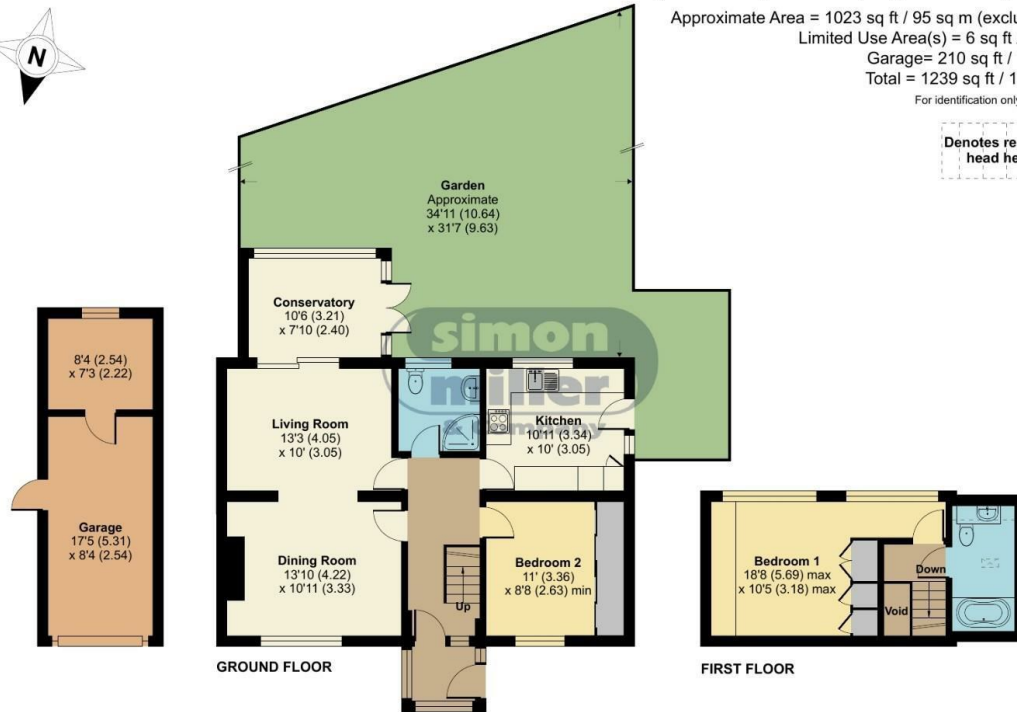 N
Approximate Area = 1023 sq ft / 95 sq m (exclu
Limited Use Area(s) = 6 sq ft
Garage= 210 sq ft /
Total = 1239 sq ft / 1
For identification only
Denotes re
head he
Garden
Approximate
34'11 (10.64)
x 31'7 (9.63)
Conservatory
10'6 (3.21)
x 7'10 (2.40)
simon
miller
& Company
8'4 (2.54)
x 7'3 (2.22)
Garage
17'5 (5.31)
x 8'4 (2.54)
Living Room
13'3 (4.05)
x 10' (3.05)
Kitchen
10'11 (3.34)
x 10' (3.05)
Dining Room
13'10 (4.22)
x 10'11 (3.33)
Up
Bedroom 2
11' (3.36)
x 8'8 (2.63) min
GROUND FLOOR
Bedroom 1
18'8 (5.69) max
x 10'5 (3.18) max
Down
Void
FIRST FLOOR